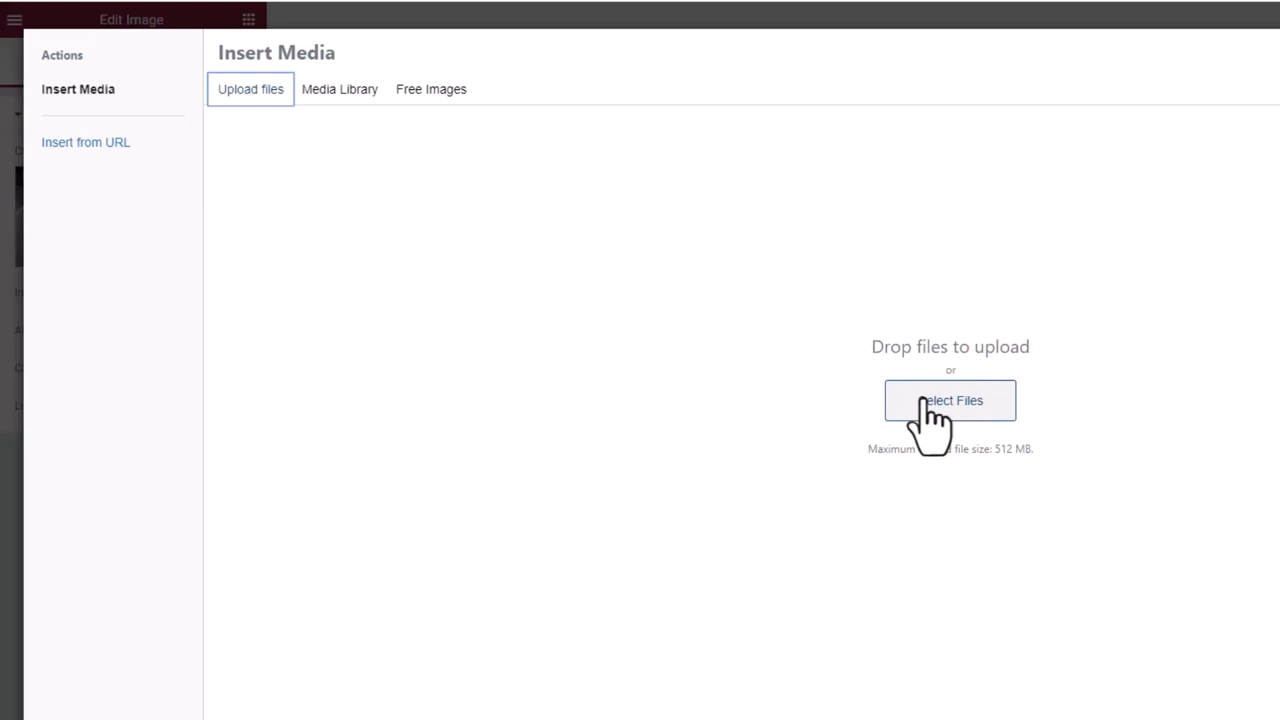 Edit Image
Actions
Insert Media
Insert from URL
Insert Media
Upload files Media Library Free Images
Drop files to upload
or
Files
Maximum file size: 512 MB.